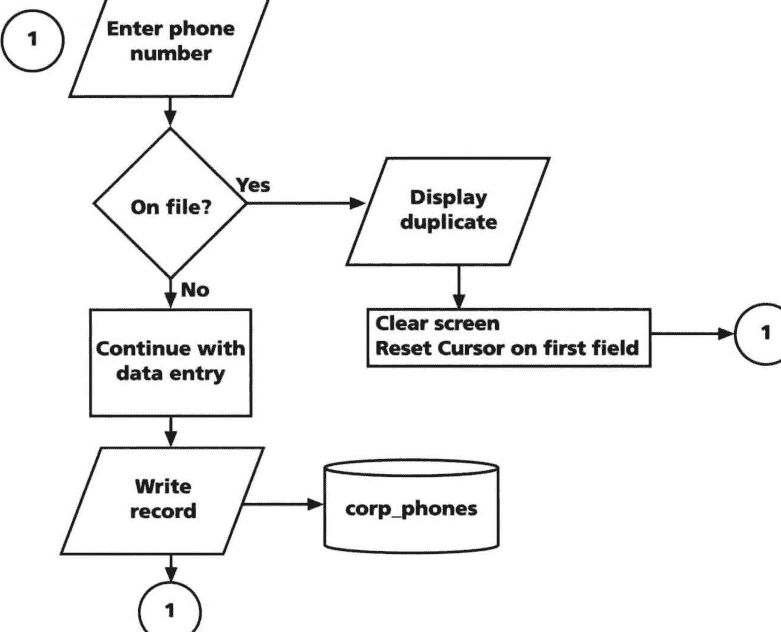 1
Enter phone
number
On file?
Yes
Display
duplicate
No
Clear screen
Reset Cursor on first field
1
Continue with
data entry
Write
record
corp_phones
1